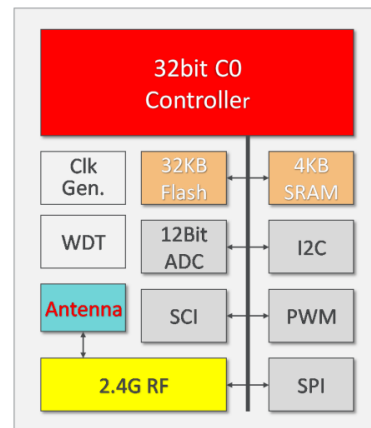 32bit C0
Controller
Clk
Gen.
32KB
Flash
4KB
SRAM
WDT
12Bit
ADC
I2C
Antenna
SCI
PWM
2.4G RF
SPI